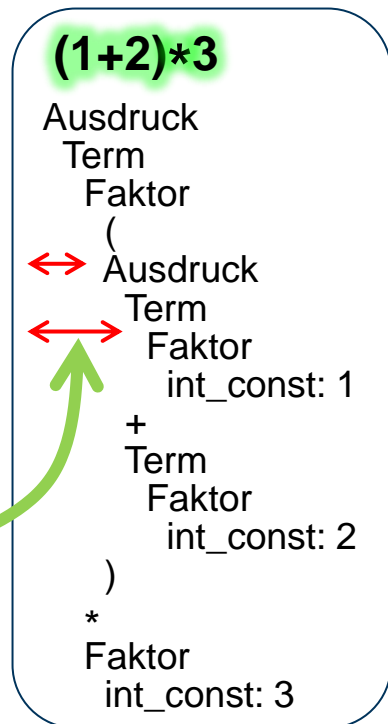 (1+2)*3
Ausdruck
Term
Faktor
(
Ausdruck
Term
Faktor
int_const: 1
+
Term
Faktor
int_const: 2
)
*
Faktor
int_const: 3